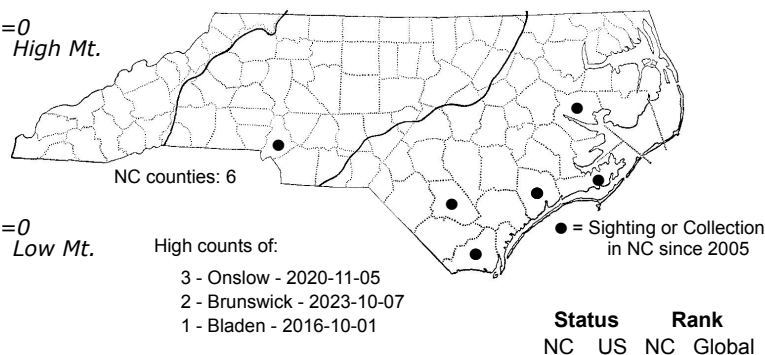 =0
High Mt.
NC counties: 6
=0
Low Mt.
High counts of:
3 - Onslow - 2020-11-05
2 - Brunswick - 2023-10-07
1 - Bladen - 2016-10-01
● = Sighting or Collection
in NC since 2005
Status Rank
NC US NC Global